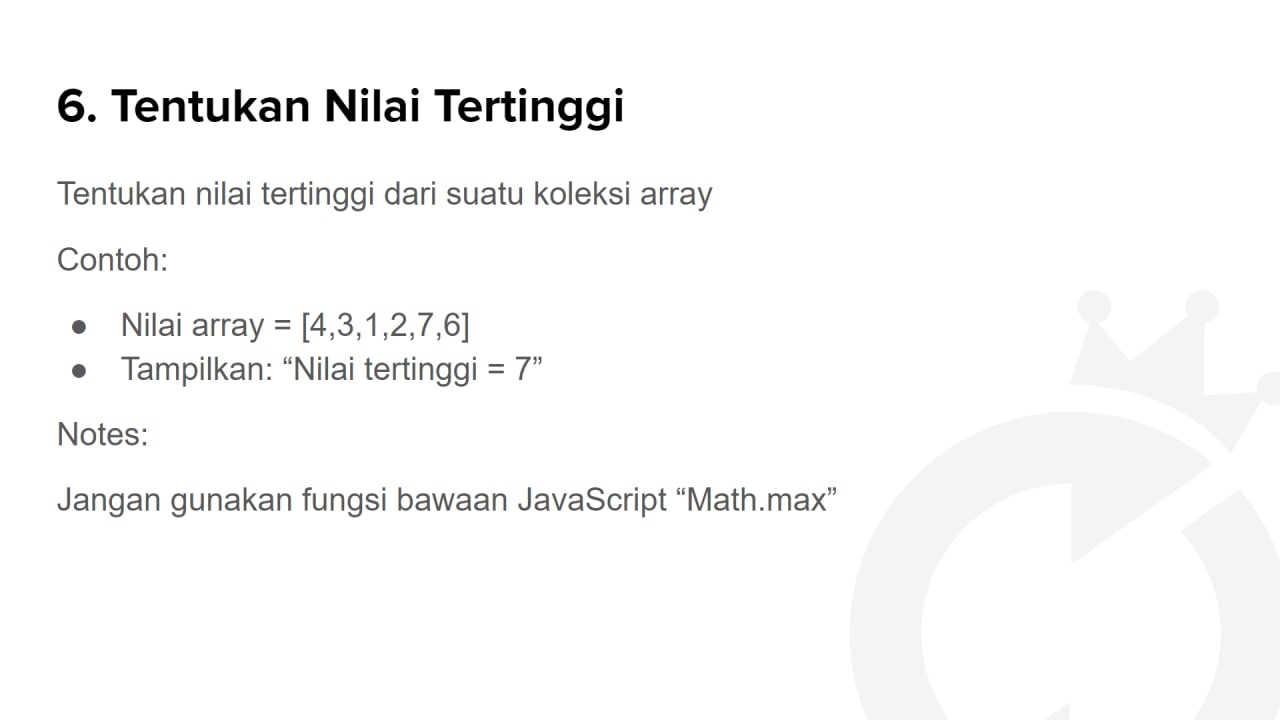 6. Tentukan Nilai Tertinggi
Tentukan nilai tertinggi dari suatu koleksi array
Contoh:
● Nilai array = [4,3,1,2,7,6]
● Tampilkan: “Nilai tertinggi = 7”
Notes:
Jangan gunakan fungsi bawaan JavaScript “Math.max”